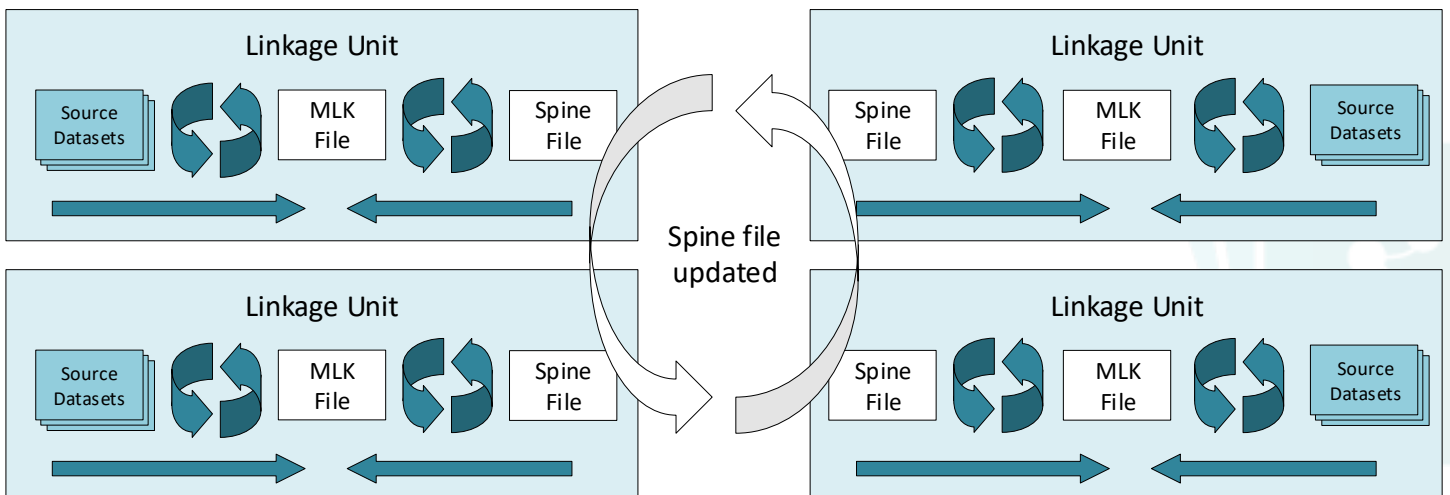 Linkage Unit
Source
Datasets
MLK
File
Spine
File
Linkage Unit
Spine
File
MLK
File
Source
Datasets
Spine file
updated
Linkage Unit
Source
Datasets
MLK
File
Spine
File
Linkage Unit
Spine
File
MLK
File
Source
Datasets